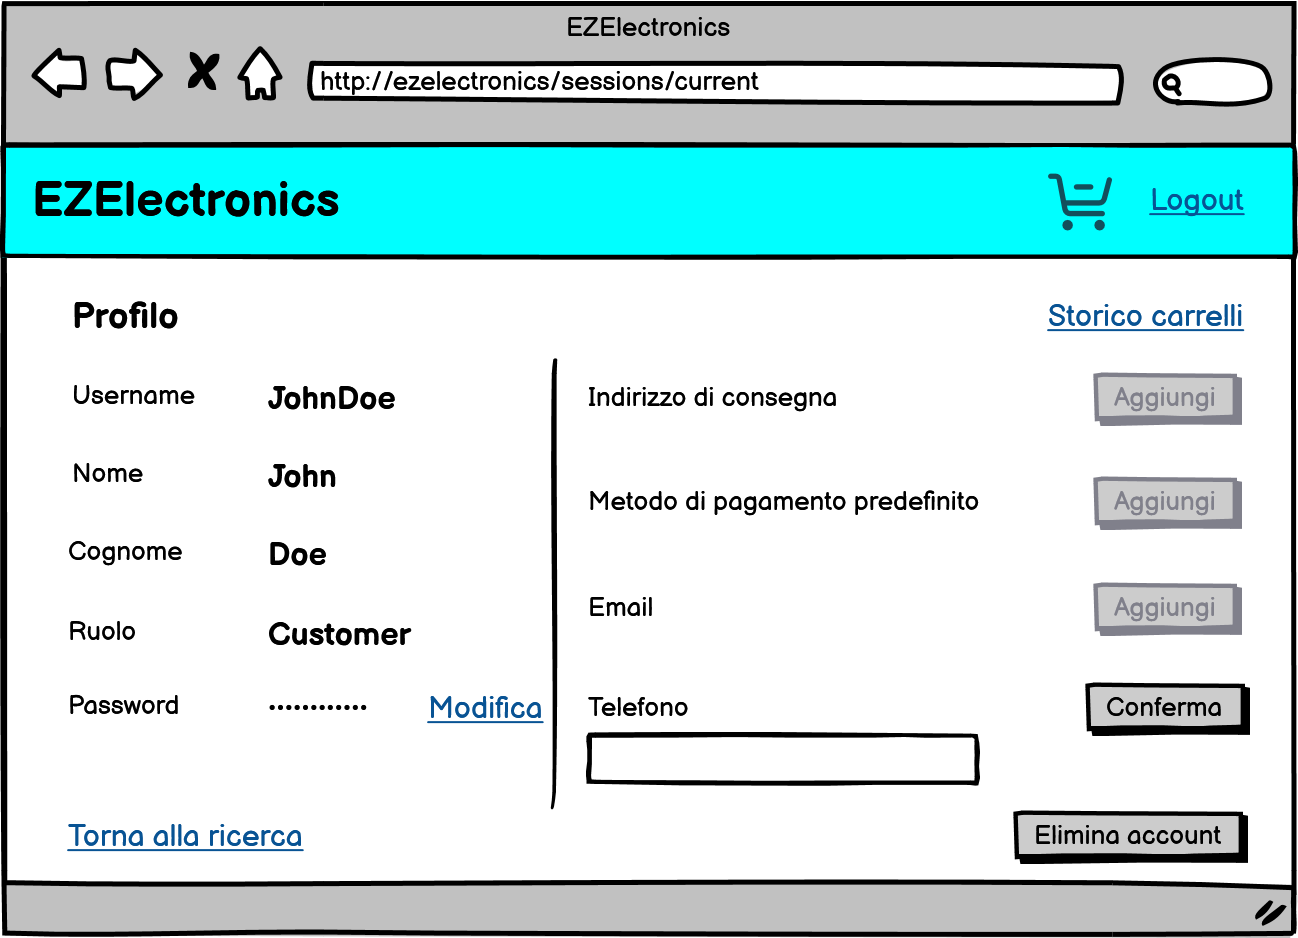 EZElectronics
http://ezelectronics/sessions/current
EZElectronics
Logout
Profilo
Storico carrelli
Username JohnDoe
Nome John
Cognome Doe
Ruolo Customer
Password ············ Modifica
Indirizzo di consegna Aggiungi
Metodo di pagamento predefinito Aggiungi
Email Aggiungi
Telefono Conferma
Torna alla ricerca
Elimina account